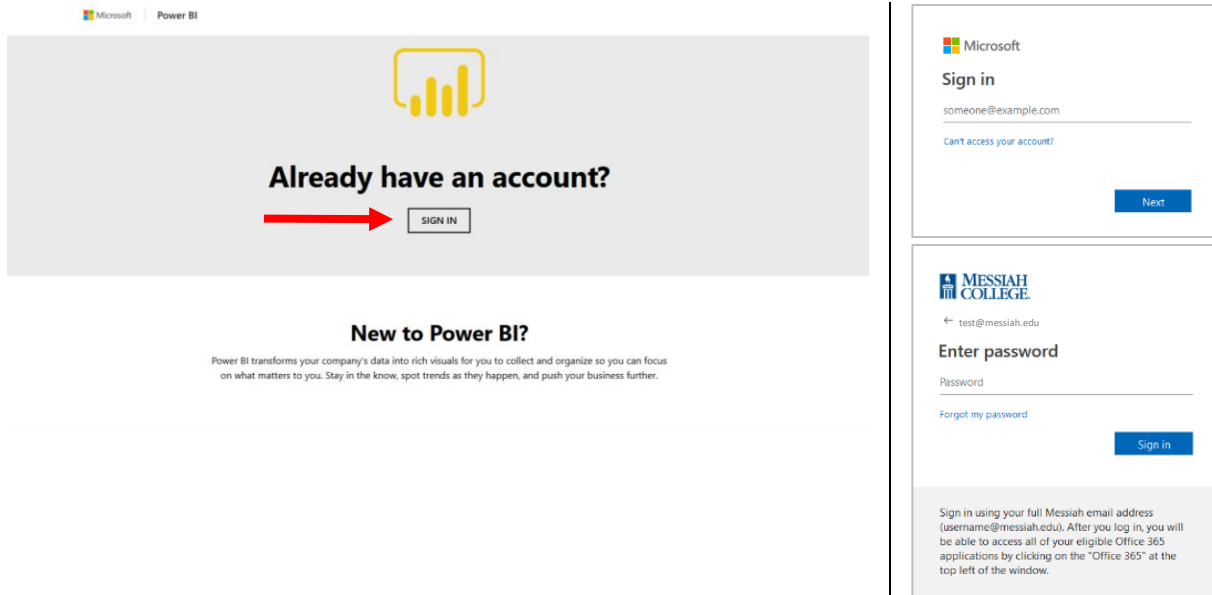 Microsoft Power BI
Already have an account?
SIGN IN
New to Power BI?
Power BI transforms your company's data into rich visuals for you to collect and organize so you can focus
on what matters to you. Stay in the know, spot trends as they happen, and push your business further.
Microsoft
Sign in
someone@example.com
Can't access your account?
Next
MESSIAH
COLLEGE.
← test@messiah.edu
Enter password
Password
Forgot my password
Sign in
Sign in using your full Messiah email address
(username@messiah.edu). After you log in, you will
be able to access all of your eligible Office 365
applications by clicking on the "Office 365" at the
top left of the window.